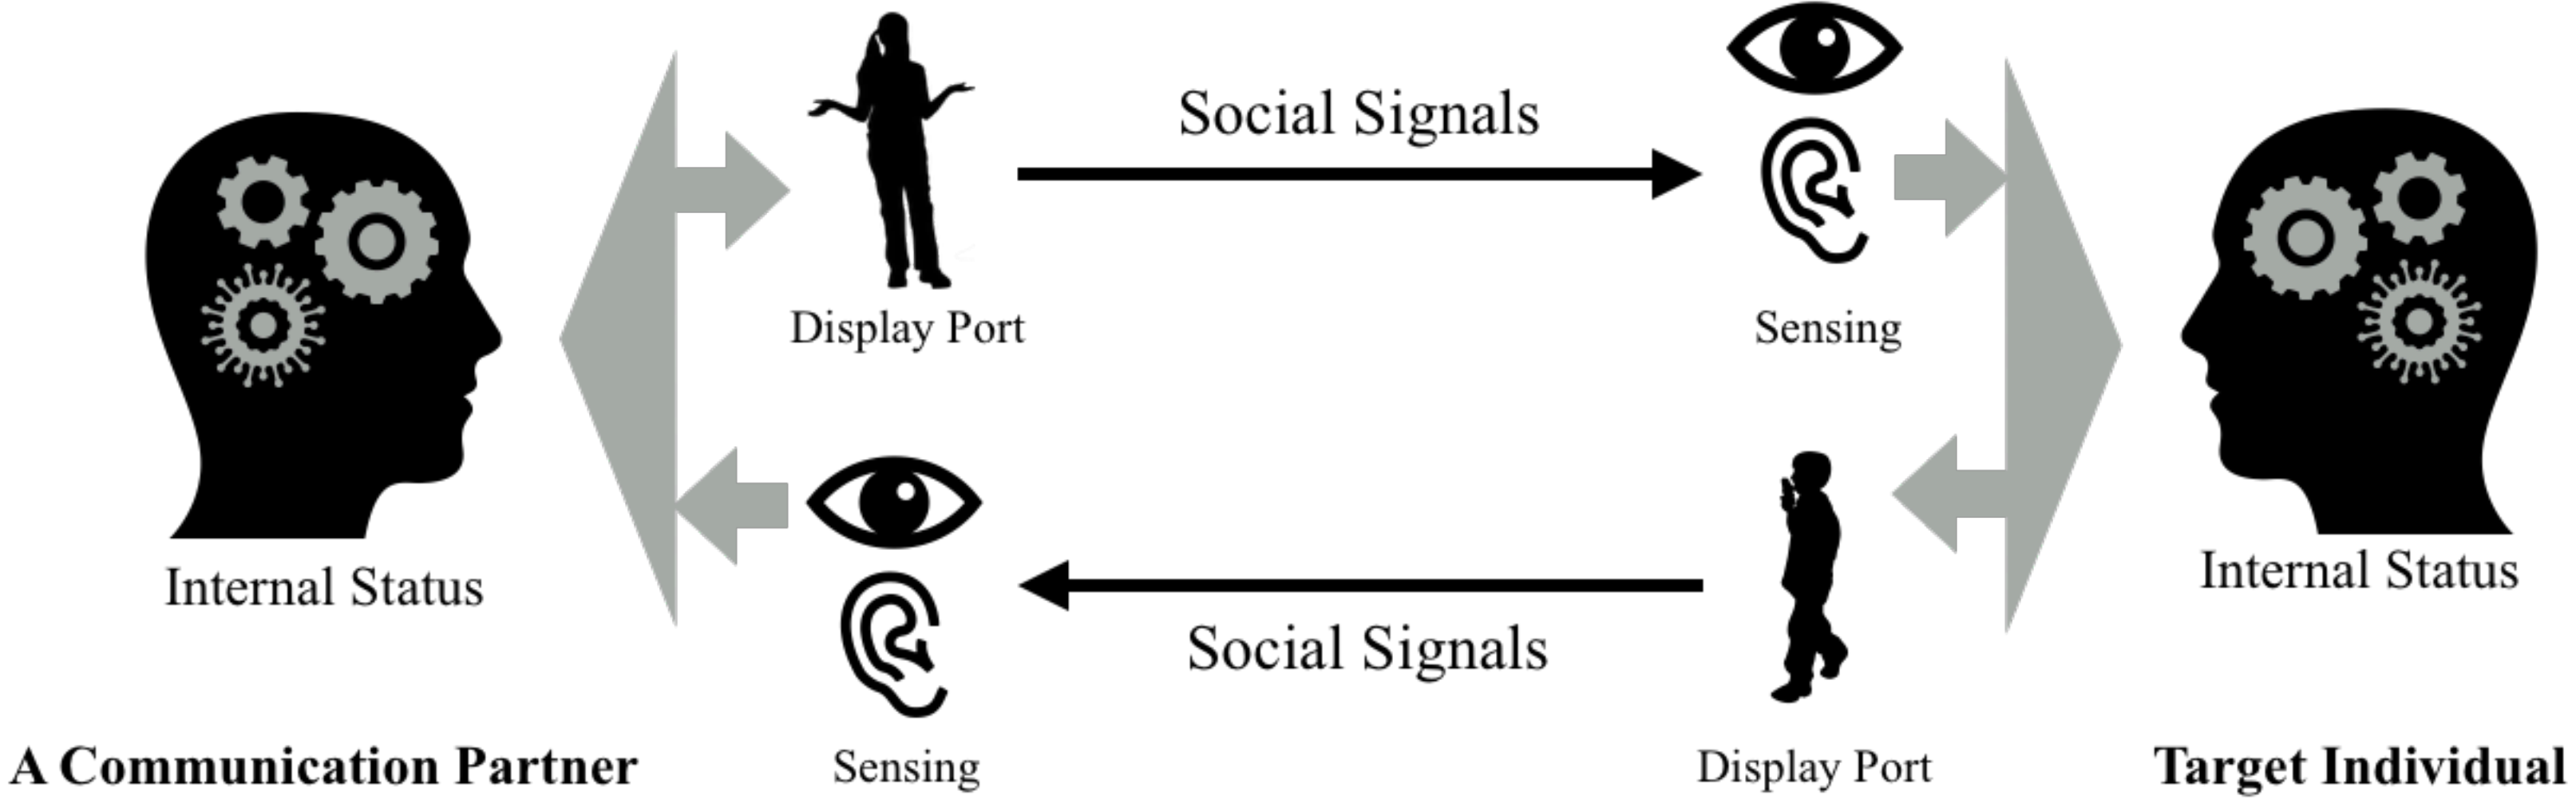 Social Signals
Display Port
Sensing
Internal Status
Internal Status
Social Signals
A Communication Partner
Sensing
Display Port
Target Individual